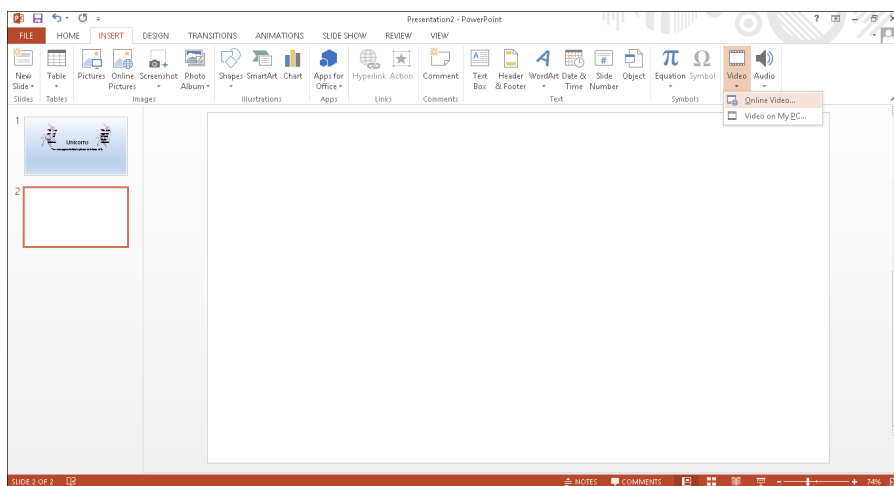 Presentation2 - PowerPoint
FILE HOME INSERT DESIGN TRANSITIONS ANIMATIONS SLIDE SHOW REVIEW VIEW
New Slide
Table
Pictures
Online Pictures
Screenshot
Photo Album
Shapes
SmartArt
Chart
Apps for Office
Hyperlink
Action
Comment
Text Box
Header & Footer
WordArt
Date & Time
Slide Number
Object
Equation
Symbol
Video
Audio
Slides Tables Images Illustrations Apps Links Comments Text Symbols
Online Video...
Video on My PC...
1
Unicorns
2
SLIDE 2 OF 2 NOTES COMMENTS 74%